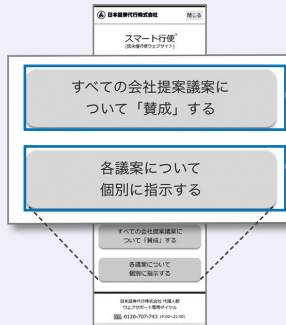 日本証券代行株式会社
閉じる
スマート行使®
(議決権行使ウェブサイト)
すべての会社提案議案に
ついて「賛成」する
各議案について
個別に指示する
すべての会社提案議案に
ついて「賛成」する
各議案について
個別に指示する
日本証券代行株式会社 代理人部
ウェブサポート専用ダイヤル
0120-707-743 (9:00~21:00)